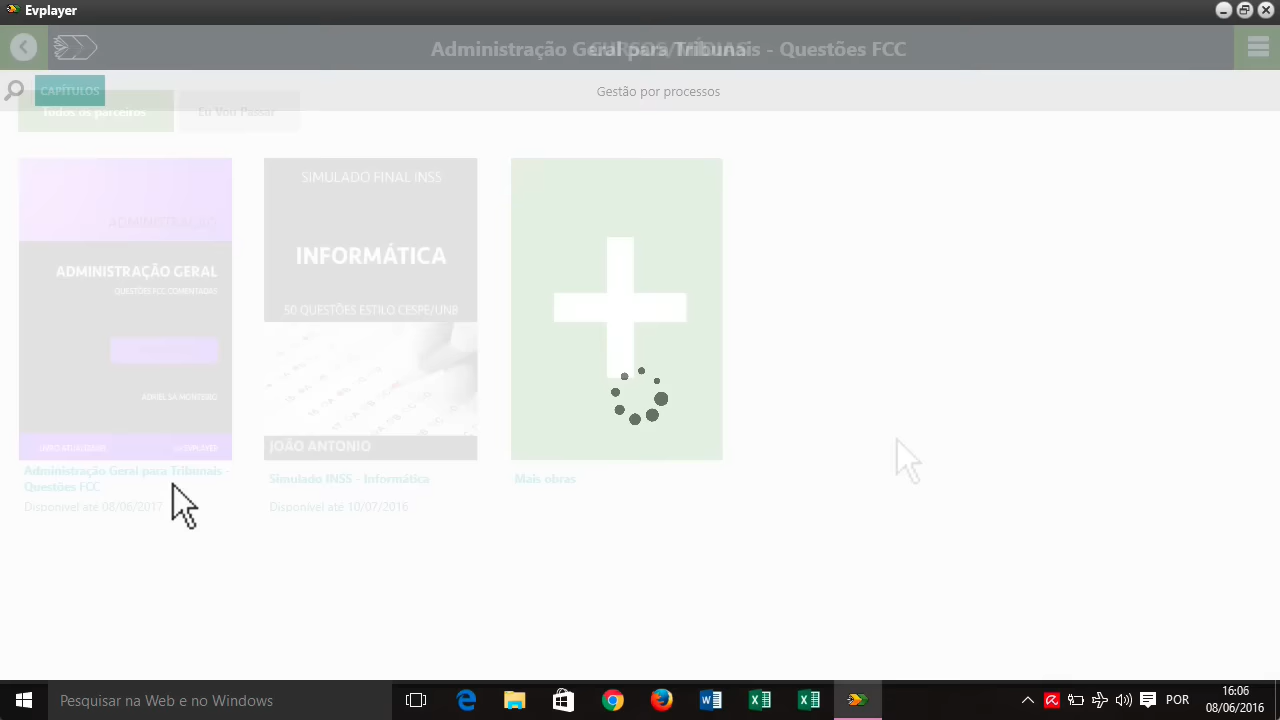 Evplayer
Administração Geral para Tribunais - Questões FCC
CAPÍTULOS
Gestão por processos
Todos os parceiros
Eu Vou Passar
ADMINISTRAÇÃO
ADMINISTRAÇÃO GERAL
QUESTÕES FCC COMENTADAS
SIMULADO FINAL INSS
INFORMÁTICA
50 QUESTÕES ESTILO CESPE/UNB
JOÃO ANTONIO
Administração Geral para Tribunais -
Questões FCC
Disponível até 08/06/2017
Simulado INSS - Informática
Disponível até 10/07/2016
Mais obras
Pesquisar na Web e no Windows
POR
16:06
08/06/2016